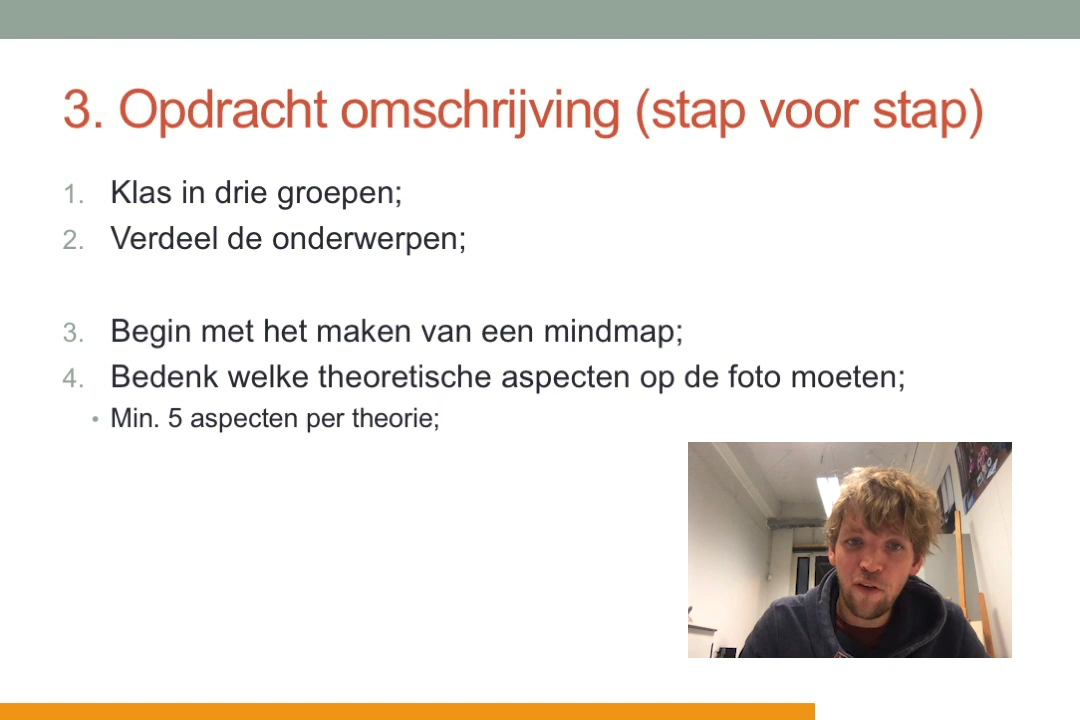 3. Opdracht omschrijving (stap voor stap)
1. Klas in drie groepen;
2. Verdeel de onderwerpen;
3. Begin met het maken van een mindmap;
4. Bedenk welke theoretische aspecten op de foto moeten;
• Min. 5 aspecten per theorie;